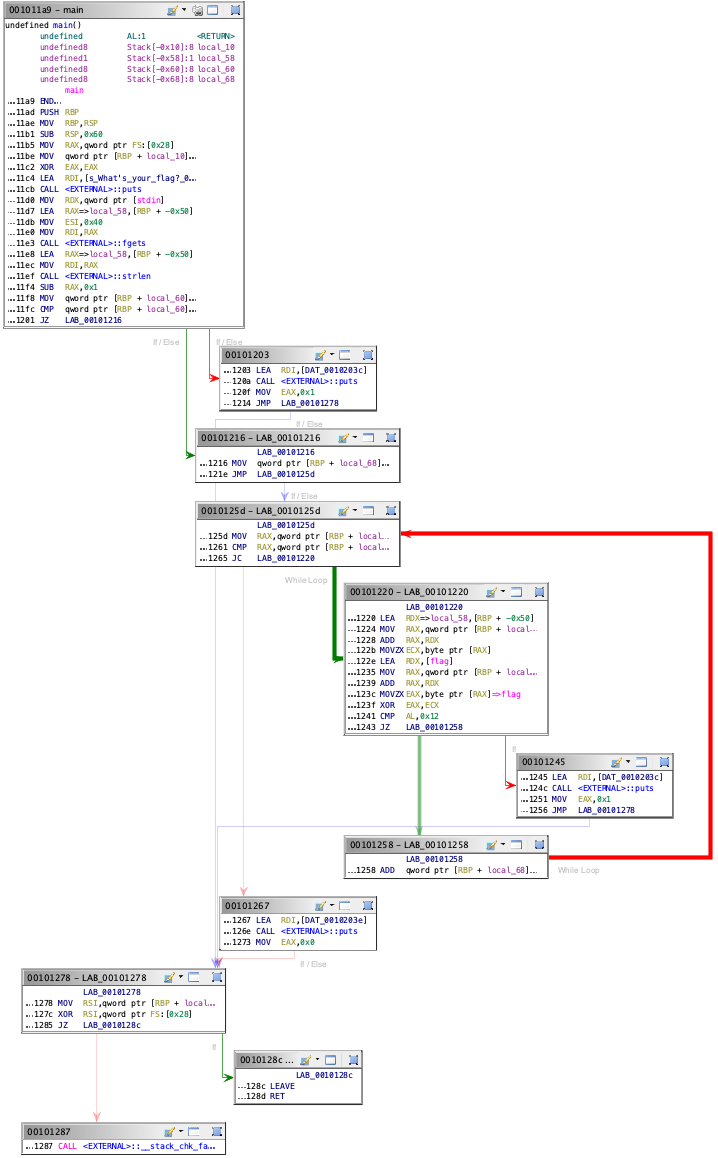 001011a9 – main
undefined main()
undefined AL:1 <RETURN>
undefined8 Stack[-0x10]:8 local_10
undefined1 Stack[-0x58]:1 local_58
undefined8 Stack[-0x60]:8 local_60
undefined8 Stack[-0x68]:8 local_68
main
...11a9 END...
...11ad PUSH RBP
...11ae MOV RBP,RSP
...11b1 SUB RSP,0x60
...11b5 MOV RAX,qword ptr FS:[0x28]
...11be MOV qword ptr [RBP + local_10]...
...11c2 XOR EAX,EAX
...11c4 LEA RDI,[s_What's_your_flag?_0...
...11cb CALL <EXTERNAL>::puts
...11d0 MOV RDX,qword ptr [stdin]
...11d7 LEA RAX=>local_58,[RBP + -0x50]
...11db MOV ESI,0x40
...11e0 MOV RDI,RAX
...11e3 CALL <EXTERNAL>::fgets
...11e8 LEA RAX=>local_58,[RBP + -0x50]
...11ec MOV RDI,RAX
...11ef CALL <EXTERNAL>::strlen
...11f4 SUB RAX,0x1
...11f8 MOV qword ptr [RBP + local_60]...
...11fc CMP qword ptr [RBP + local_60]...
...1201 JZ LAB_00101216
If / Else
If / Else
00101203
...1203 LEA RDI,[DAT_0010203c]
...120a CALL <EXTERNAL>::puts
...120f MOV EAX,0x1
...1214 JMP LAB_00101278
If / Else
00101216 – LAB_00101216
LAB_00101216
...1216 MOV qword ptr [RBP + local_68]...
...121e JMP LAB_0010125d
If / Else
0010125d – LAB_0010125d
LAB_0010125d
...125d MOV RAX,qword ptr [RBP + local...
...1261 CMP RAX,qword ptr [RBP + local...
...1265 JC LAB_00101220
While Loop
00101220 – LAB_00101220
LAB_00101220
...1220 LEA RDX=>local_58,[RBP + -0x50]
...1224 MOV RAX,qword ptr [RBP + local...
...1228 ADD RAX,RDX
...122b MOVZX ECX,byte ptr [RAX]
...122e LEA RDX,[flag]
...1235 MOV RAX,qword ptr [RBP + local...
...1239 ADD RAX,RDX
...123c MOVZX EAX,byte ptr [RAX]=>flag
...123f XOR EAX,ECX
...1241 CMP AL,0x12
...1243 JZ LAB_00101258
If
00101245
...1245 LEA RDI,[DAT_0010203c]
...124c CALL <EXTERNAL>::puts
...1251 MOV EAX,0x1
...1256 JMP LAB_00101278
00101258 – LAB_00101258
LAB_00101258
...1258 ADD qword ptr [RBP + local_68]...
While Loop
00101267
...1267 LEA RDI,[DAT_0010203e]
...126e CALL <EXTERNAL>::puts
...1273 MOV EAX,0x0
If / Else
00101278 – LAB_00101278
LAB_00101278
...1278 MOV RSI,qword ptr [RBP + local...
...127c XOR RSI,qword ptr FS:[0x28]
...1285 JZ LAB_0010128c
If
0010128c ...
LAB_0010128c
...128c LEAVE
...128d RET
00101287
...1287 CALL <EXTERNAL>::__stack_chk_fa...